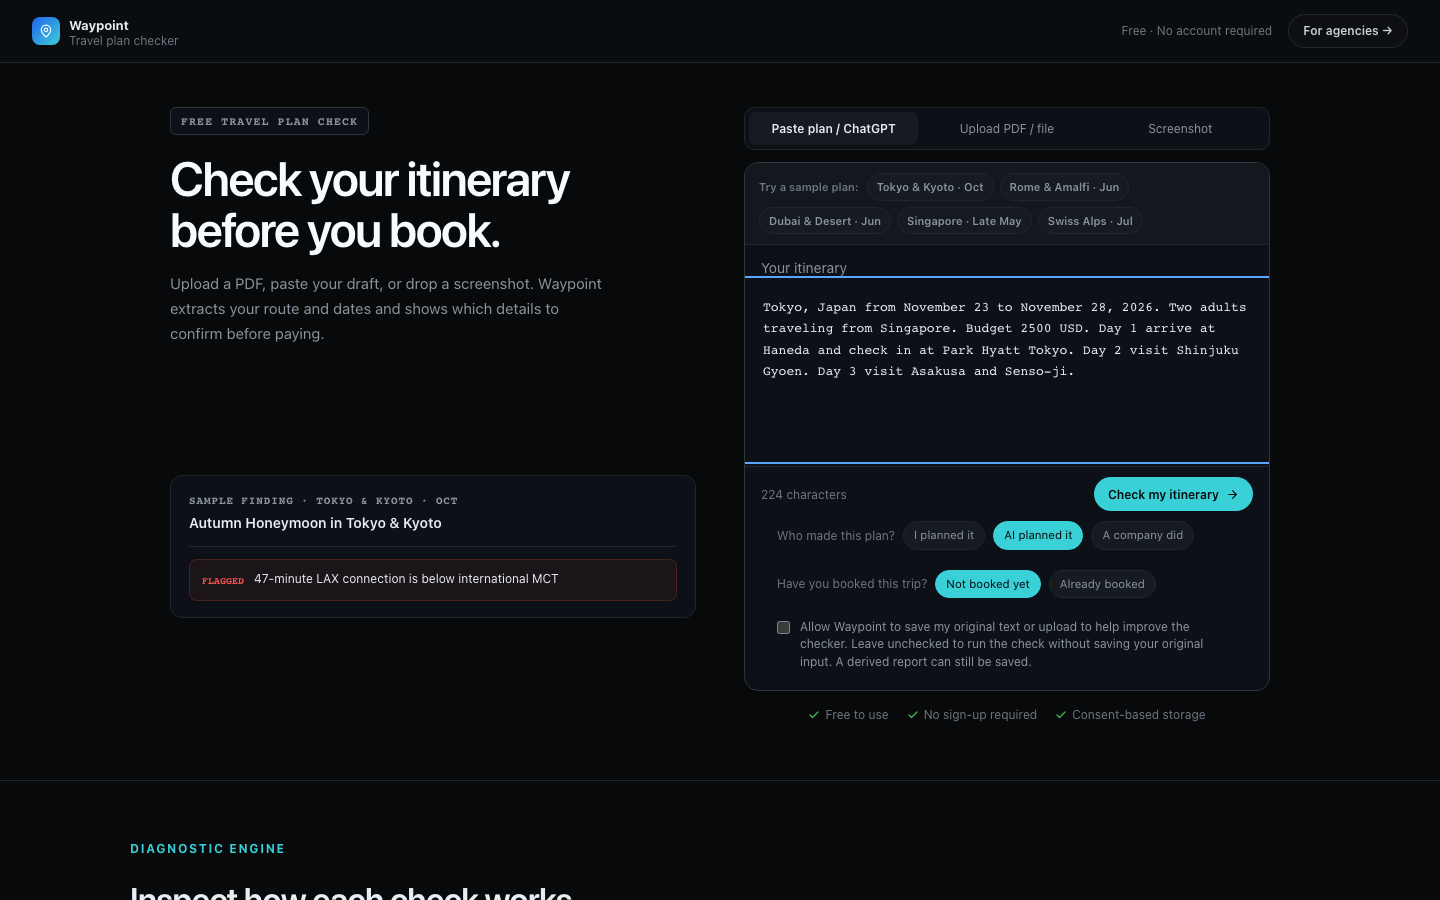 Waypoint
Travel plan checker
Free · No account required
For agencies →
FREE TRAVEL PLAN CHECK
Check your itinerary
before you book.
Upload a PDF, paste your draft, or drop a screenshot. Waypoint
extracts your route and dates and shows which details to
confirm before paying.
SAMPLE FINDING · TOKYO & KYOTO · OCT
Autumn Honeymoon in Tokyo & Kyoto
FLAGGED 47-minute LAX connection is below international MCT
Paste plan / ChatGPT
Upload PDF / file
Screenshot
Try a sample plan: Tokyo & Kyoto · Oct Rome & Amalfi · Jun
Dubai & Desert · Jun Singapore · Late May Swiss Alps · Jul
Your itinerary
Tokyo, Japan from November 23 to November 28, 2026. Two adults
traveling from Singapore. Budget 2500 USD. Day 1 arrive at
Haneda and check in at Park Hyatt Tokyo. Day 2 visit Shinjuku
Gyoen. Day 3 visit Asakusa and Senso-ji.
224 characters
Check my itinerary →
Who made this plan? I planned it AI planned it A company did
Have you booked this trip? Not booked yet Already booked
Allow Waypoint to save my original text or upload to help improve the
checker. Leave unchecked to run the check without saving your original
input. A derived report can still be saved.
✓ Free to use ✓ No sign-up required ✓ Consent-based storage
DIAGNOSTIC ENGINE
Inspect how each check works